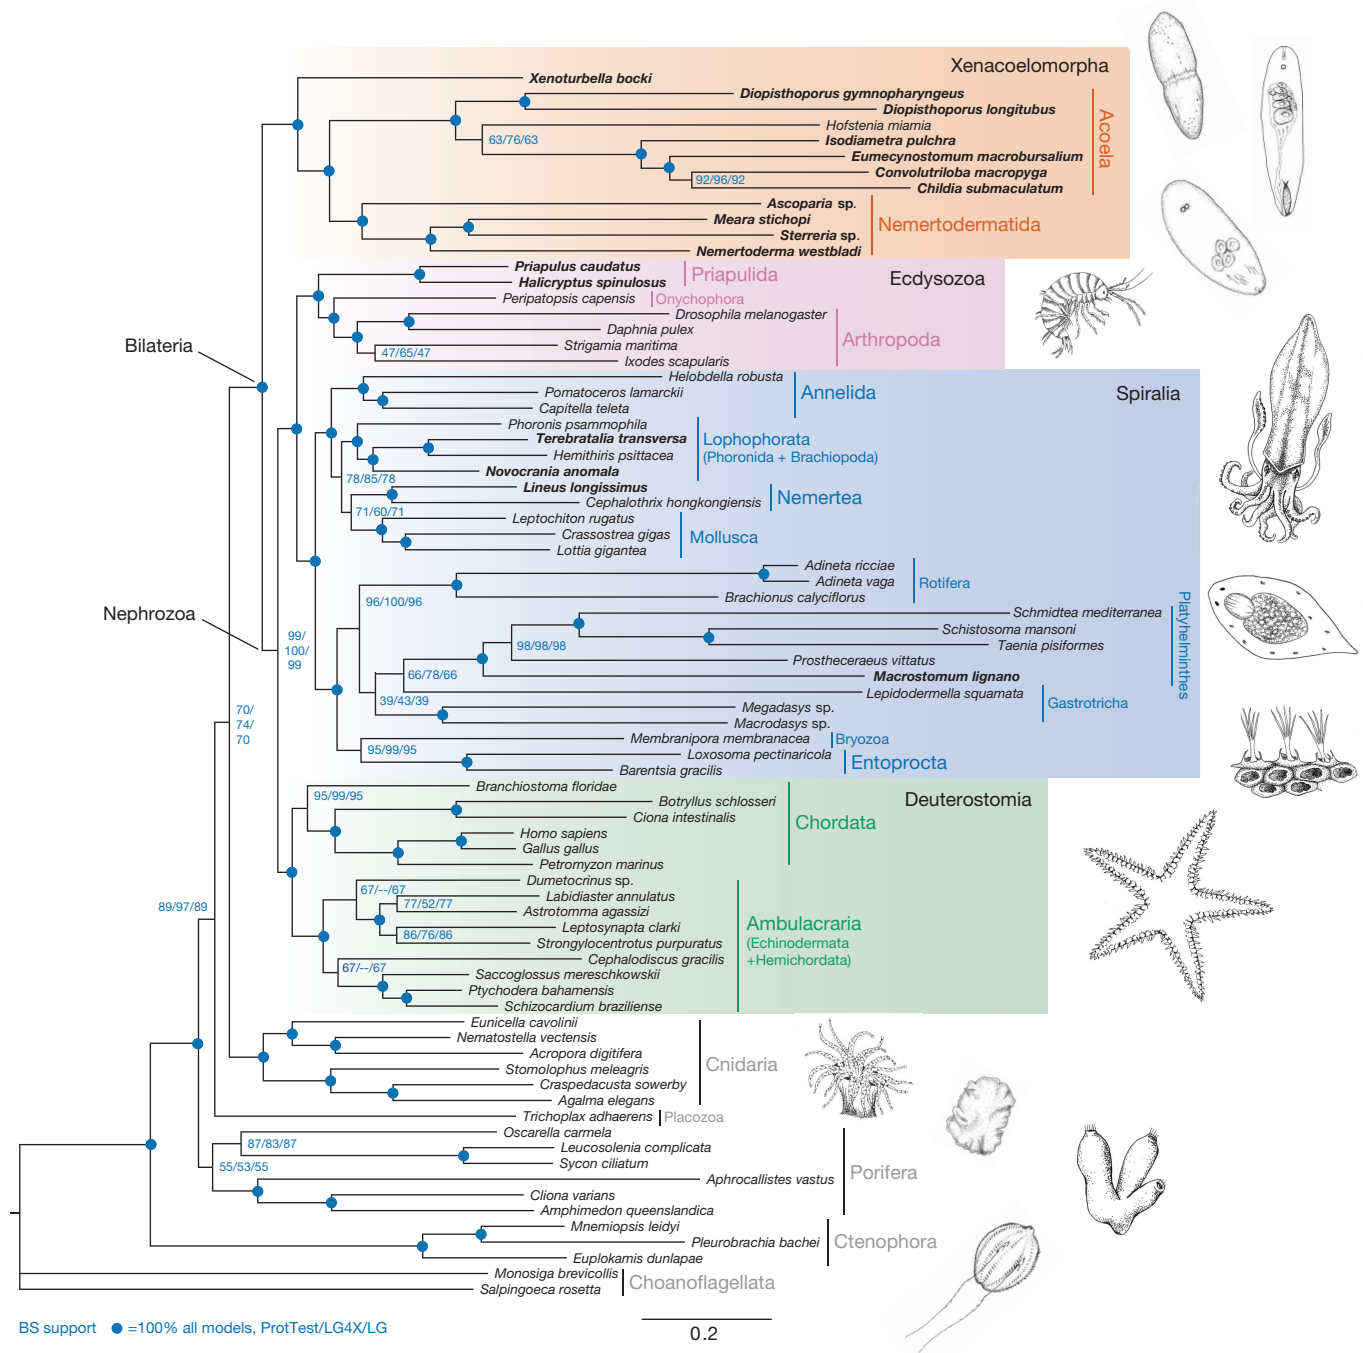 Xenacoelomorpha
Xenoturbella bocki
Diopisthoporus gymnopharyngeus
Diopisthoporus longitubus
Hofstenia miamia
63/76/63
Isodiametra pulchra
Eumecynostomum macrobursalium
Convolutriloba macropyga
92/96/92
Childia submaculatum
Acoela
Ascoparia sp.
Meara stichopi
Nemertodermatida
Sterreria sp.
Nemertoderma westbladi
Priapulus caudatus
Priapulida
Ecdysozoa
Halicryptus spinulosus
Peripatopsis capensis
Onychophora
Drosophila melanogaster
Daphnia pulex
Arthropoda
Strigamia maritima
47/65/47
Ixodes scapularis
Bilateria
Helobdella robusta
Pomatoceros lamarckii
Annelida
Spiralia
Capitella teleta
Phoronis psammophila
Terebratalia transversa
Lophophorata
Hemithiris psittacea
(Phoronida + Brachiopoda)
Novocrania anomala
78/85/78
Lineus longissimus
Nemertea
Cephalothrix hongkongiensis
71/60/71
Leptochiton rugatus
Crassostrea gigas
Mollusca
Lottia gigantea
Adineta ricciae
Adineta vaga
Rotifera
Brachionus calyciflorus
96/100/96
Nephrozoa
Schmidtea mediterranea
Schistosoma mansoni
Taenia pisiformes
98/98/98
Prostheceraeus vittatus
Macrostomum lignano
Platyhelminthes
99/
100/
99
66/78/66
Lepidodermella squamata
39/43/39
Gastrotricha
Megadasys sp.
Macrodasys sp.
70/
74/
70
Membranipora membranacea
Bryozoa
95/99/95
Loxosoma pectinaricola
Entoprocta
Barentsia gracilis
Branchiostoma floridae
Deuterostomia
95/99/95
Botryllus schlosseri
Ciona intestinalis
Chordata
Homo sapiens
Gallus gallus
Petromyzon marinus
Dumetocrinus sp.
67/--/67
Labidiaster annulatus
77/52/77
Astrotomma agassizi
89/97/89
Leptosynapta clarki
Ambulacraria
86/76/86
Strongylocentrotus purpuratus
(Echinodermata
+Hemichordata)
Cephalodiscus gracilis
67/--/67
Saccoglossus mereschkowskii
Ptychodera bahamensis
Schizocardium braziliense
Eunicella cavolinii
Nematostella vectensis
Acropora digitifera
Cnidaria
Stomolophus meleagris
Craspedacusta sowerby
Agalma elegans
Trichoplax adhaerens
Placozoa
Oscarella carmela
87/83/87
Leucosolenia complicata
Sycon ciliatum
55/53/55
Porifera
Aphrocallistes vastus
Cliona varians
Amphimedon queenslandica
Mnemiopsis leidyi
Pleurobrachia bachei
Ctenophora
Euplokamis dunlapae
Monosiga brevicollis
Choanoflagellata
Salpingoeca rosetta
BS support =100% all models, ProtTest/LG4X/LG
0.2